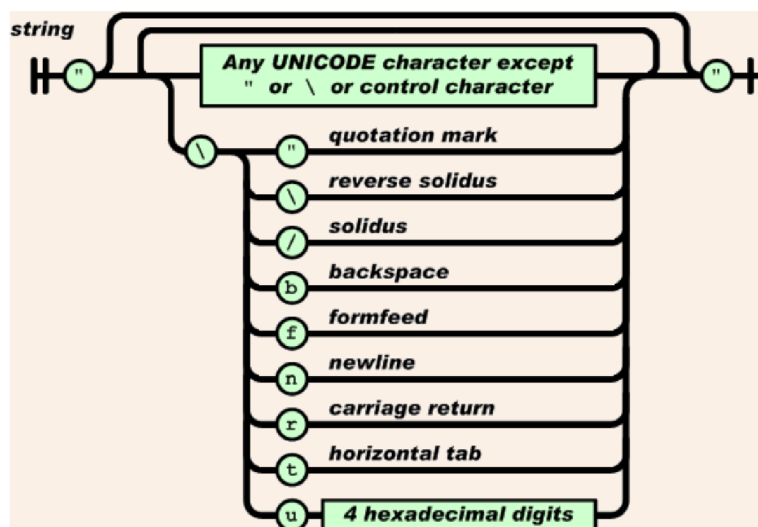 string
" Any UNICODE character except "
" or \ or control character
\ " quotation mark
\ reverse solidus
/ solidus
b backspace
f formfeed
n newline
r carriage return
t horizontal tab
u 4 hexadecimal digits